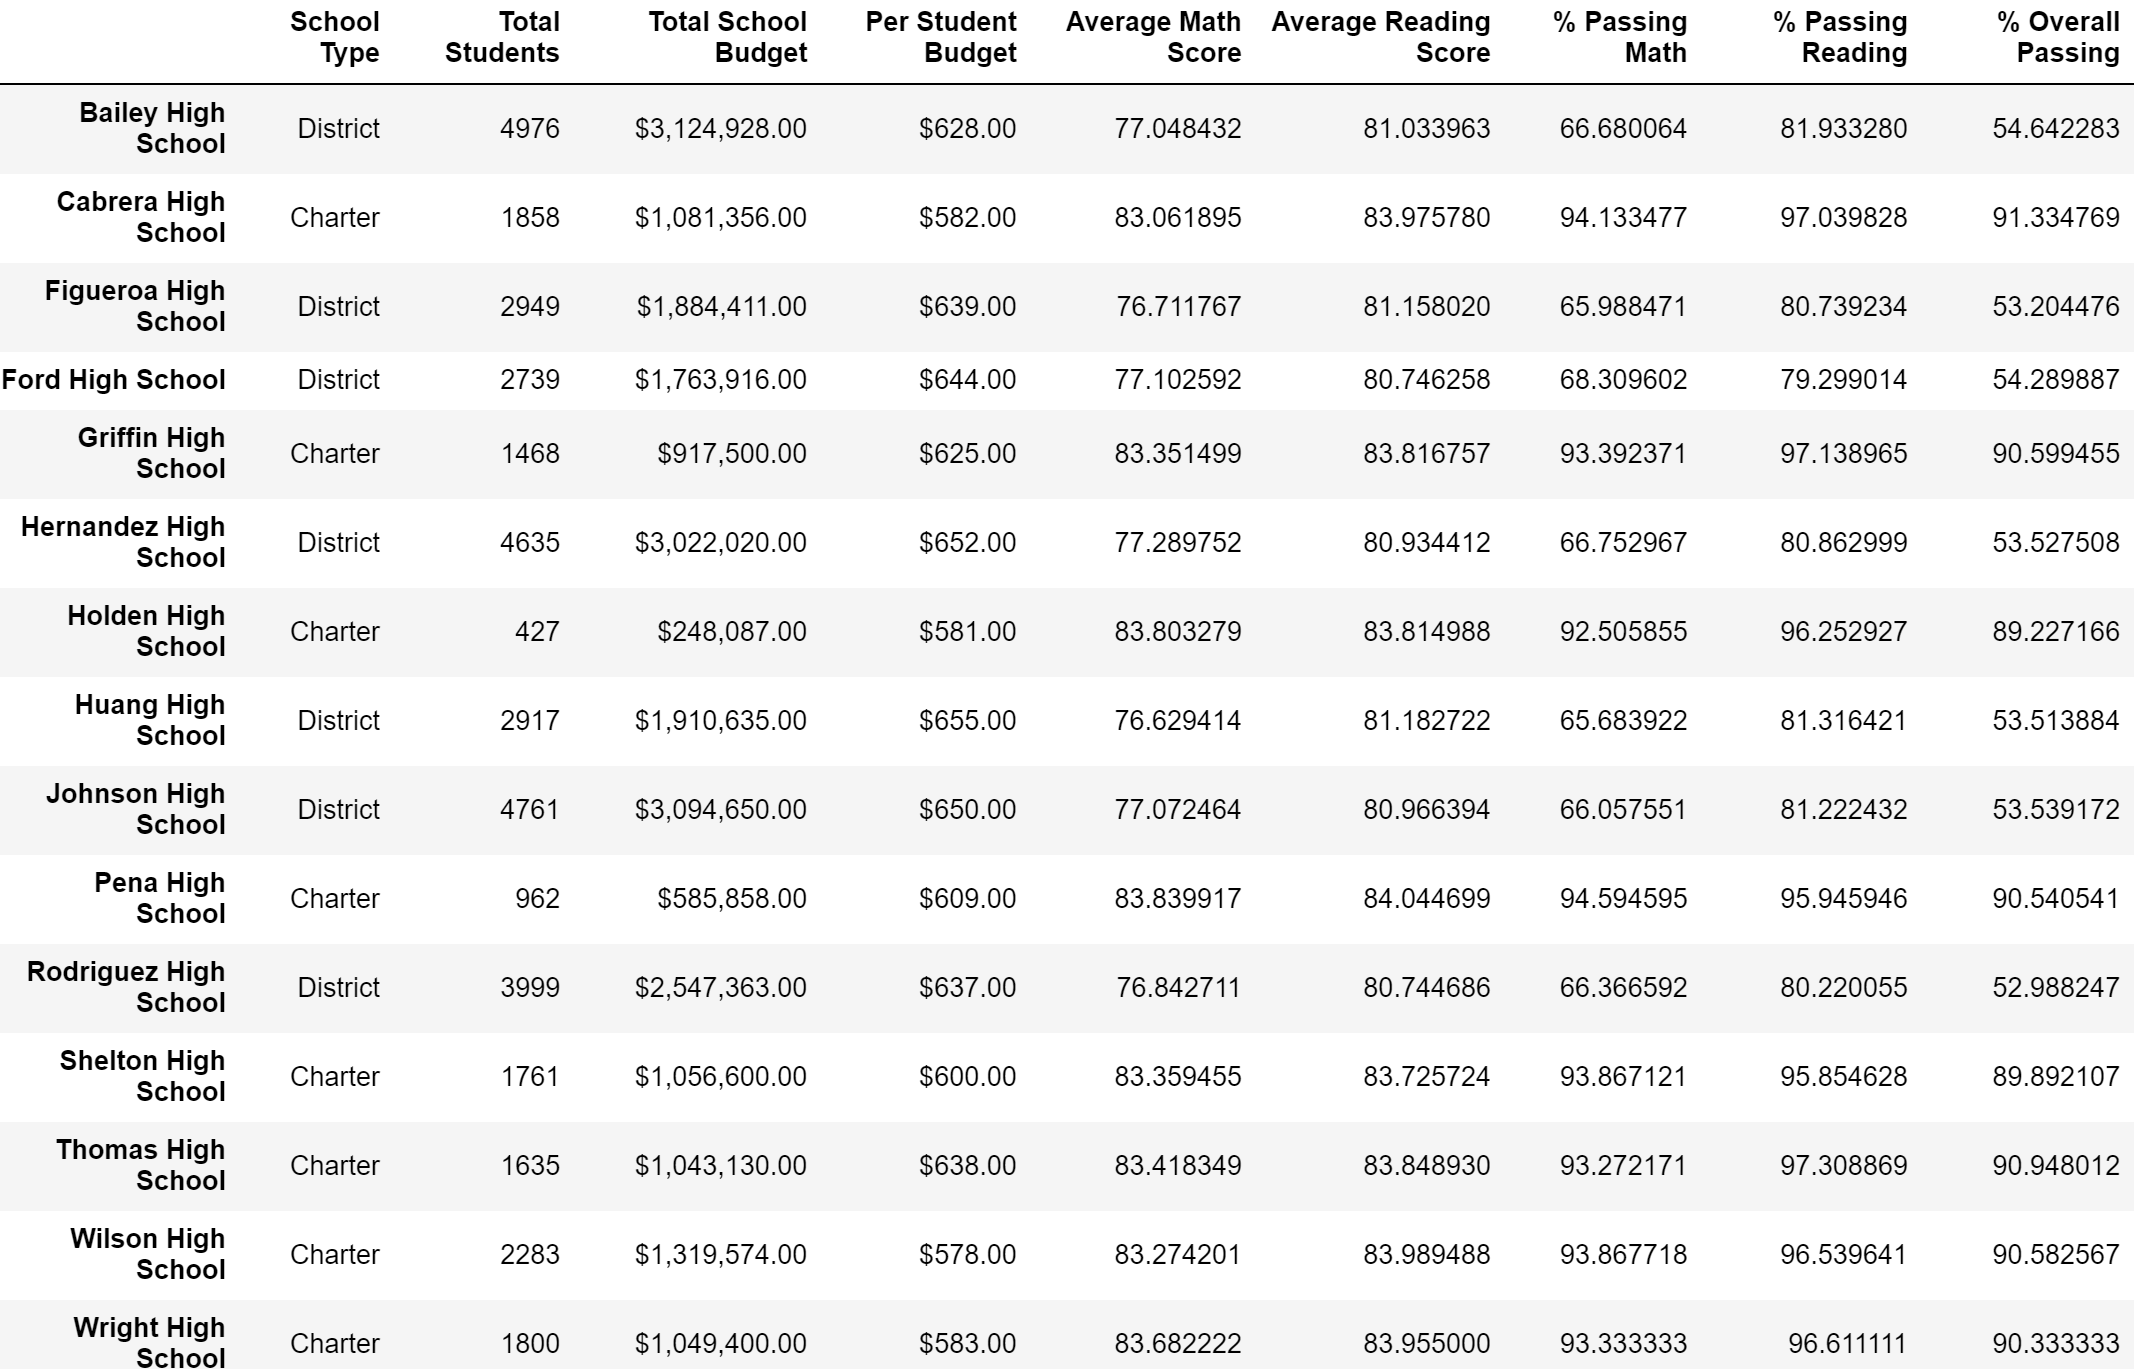 School Type Total Students Total School Budget Per Student Budget Average Math Score Average Reading Score % Passing Math % Passing Reading % Overall Passing
Bailey High School District 4976 $3,124,928.00 $628.00 77.048432 81.033963 66.680064 81.933280 54.642283
Cabrera High School Charter 1858 $1,081,356.00 $582.00 83.061895 83.975780 94.133477 97.039828 91.334769
Figueroa High School District 2949 $1,884,411.00 $639.00 76.711767 81.158020 65.988471 80.739234 53.204476
Ford High School District 2739 $1,763,916.00 $644.00 77.102592 80.746258 68.309602 79.299014 54.289887
Griffin High School Charter 1468 $917,500.00 $625.00 83.351499 83.816757 93.392371 97.138965 90.599455
Hernandez High School District 4635 $3,022,020.00 $652.00 77.289752 80.934412 66.752967 80.862999 53.527508
Holden High School Charter 427 $248,087.00 $581.00 83.803279 83.814988 92.505855 96.252927 89.227166
Huang High School District 2917 $1,910,635.00 $655.00 76.629414 81.182722 65.683922 81.316421 53.513884
Johnson High School District 4761 $3,094,650.00 $650.00 77.072464 80.966394 66.057551 81.222432 53.539172
Pena High School Charter 962 $585,858.00 $609.00 83.839917 84.044699 94.594595 95.945946 90.540541
Rodriguez High School District 3999 $2,547,363.00 $637.00 76.842711 80.744686 66.366592 80.220055 52.988247
Shelton High School Charter 1761 $1,056,600.00 $600.00 83.359455 83.725724 93.867121 95.854628 89.892107
Thomas High School Charter 1635 $1,043,130.00 $638.00 83.418349 83.848930 93.272171 97.308869 90.948012
Wilson High School Charter 2283 $1,319,574.00 $578.00 83.274201 83.989488 93.867718 96.539641 90.582567
Wright High School Charter 1800 $1,049,400.00 $583.00 83.682222 83.955000 93.333333 96.611111 90.333333